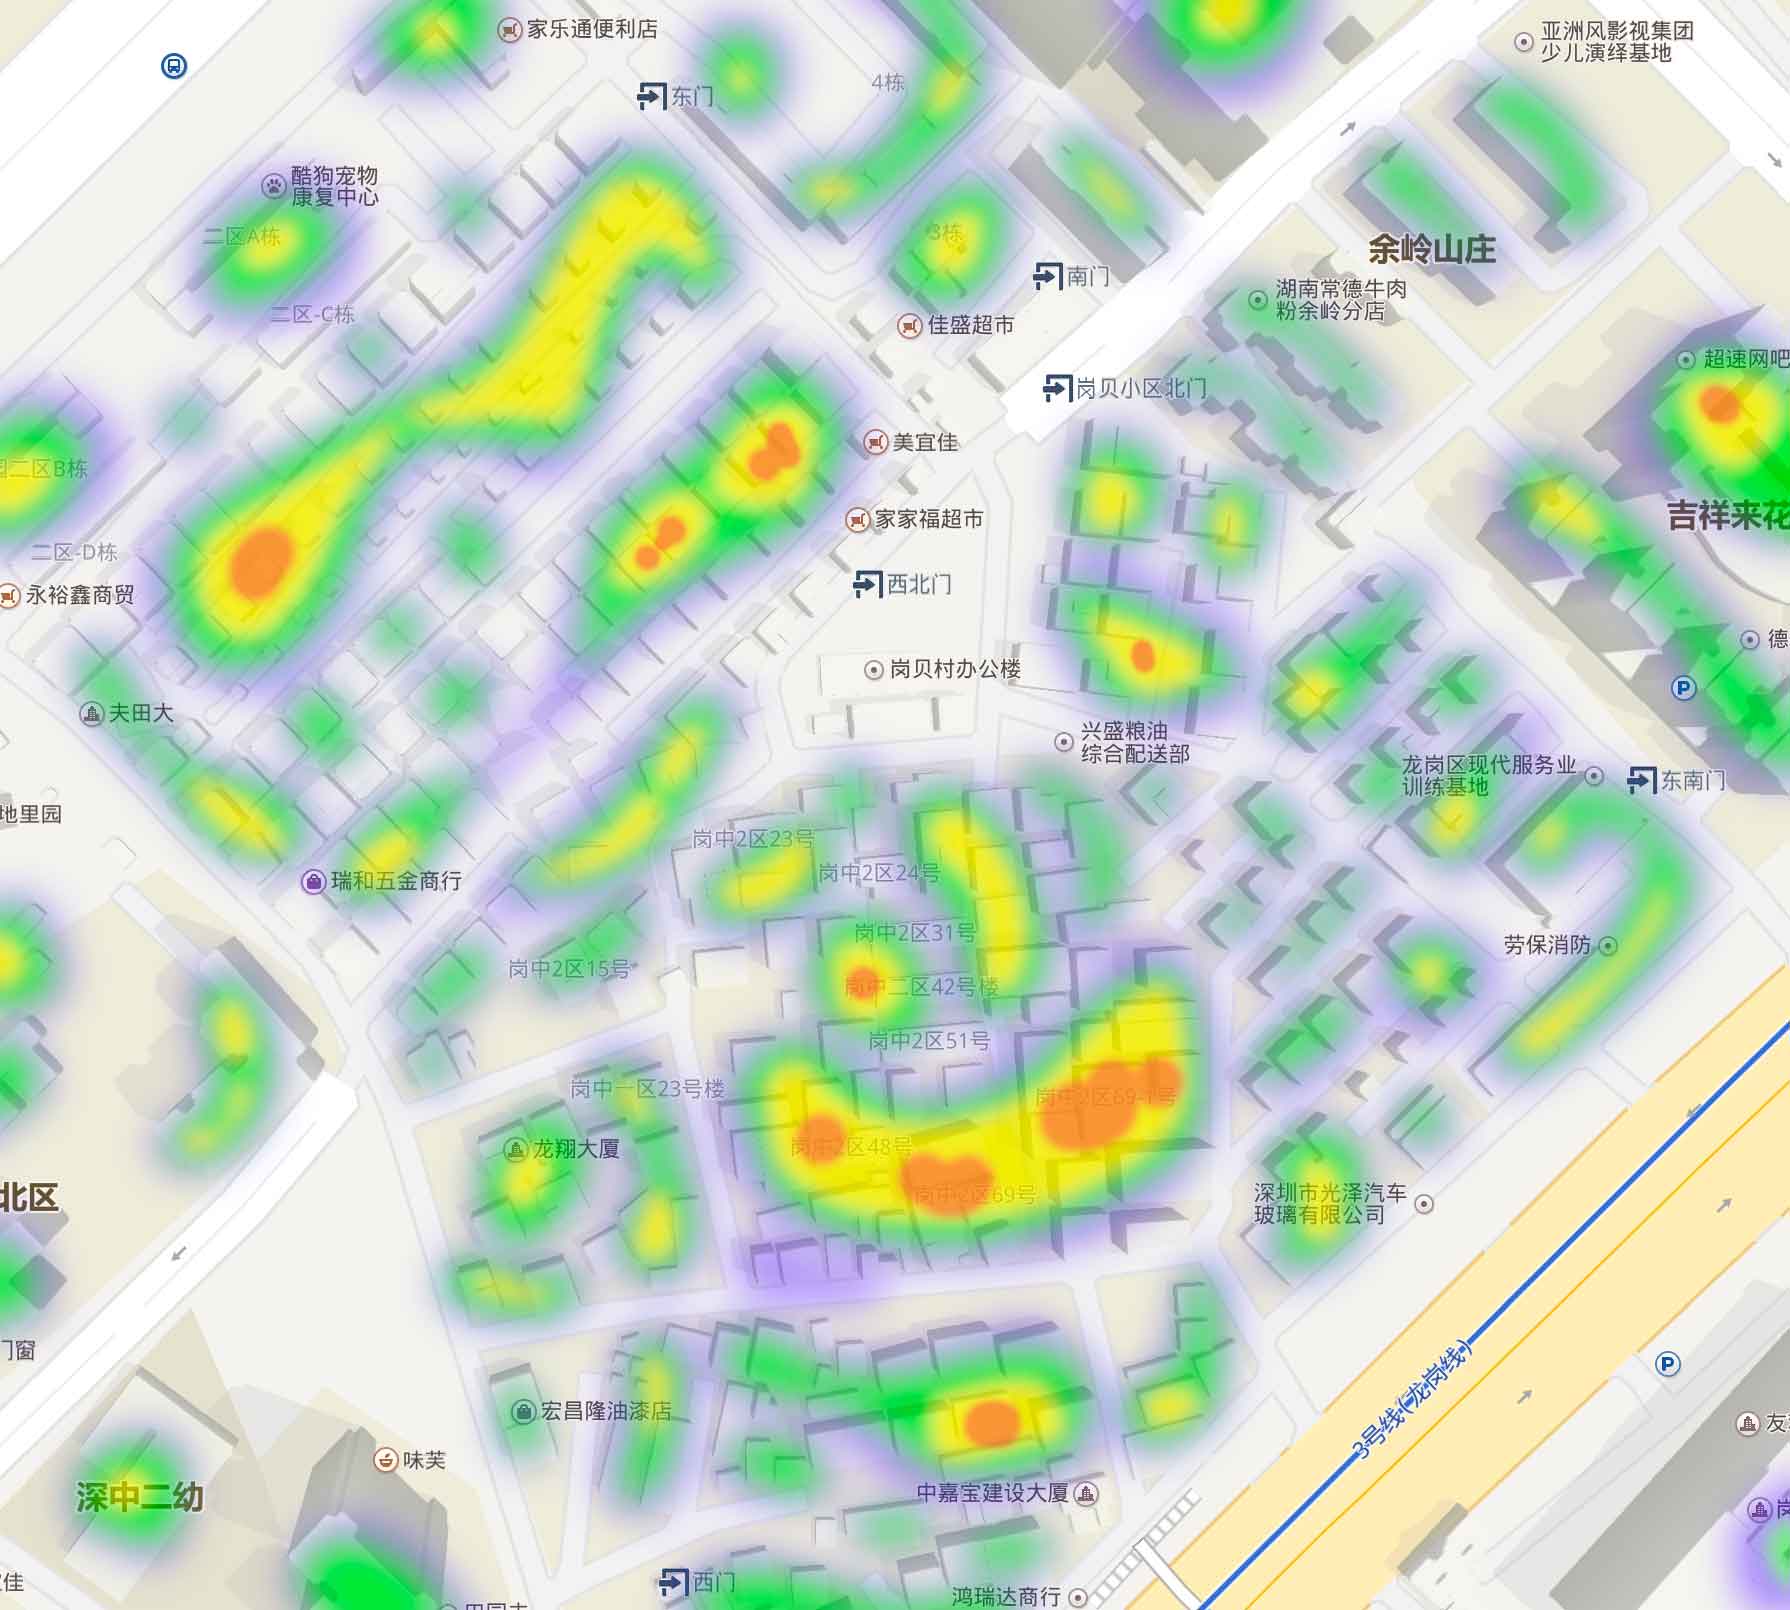 家乐通便利店
亚洲风影视集团
少儿演绎基地
4栋
东门
酷狗宠物
康复中心
二区A栋
3栋
余岭山庄
南门
湖南常德牛肉
粉余岭分店
二区-C栋
佳盛超市
超速网吧
岗贝小区北门
美宜佳
二区B栋
家家福超市
吉祥来花
二区-D栋
永裕鑫商贸
西北门
德
岗贝村办公楼
P
夫田大
兴盛粮油
综合配送部
龙岗区现代服务业
训练基地
东南门
地里园
岗中2区23号
岗中2区24号
瑞和五金商行
岗中2区31号
劳保消防
岗中2区15号
岗中二区42号楼
岗中2区51号
岗中一区23号楼
岗中2区69-1号
龙翔大厦
岗中2区48号
北区
岗中2区69号
深圳市光泽汽车
玻璃有限公司
门窗
3号线(龙岗线)
P
宏昌隆油漆店
友
味芙
深中二幼
中嘉宝建设大厦
岗
西门
佳
鸿瑞达商行